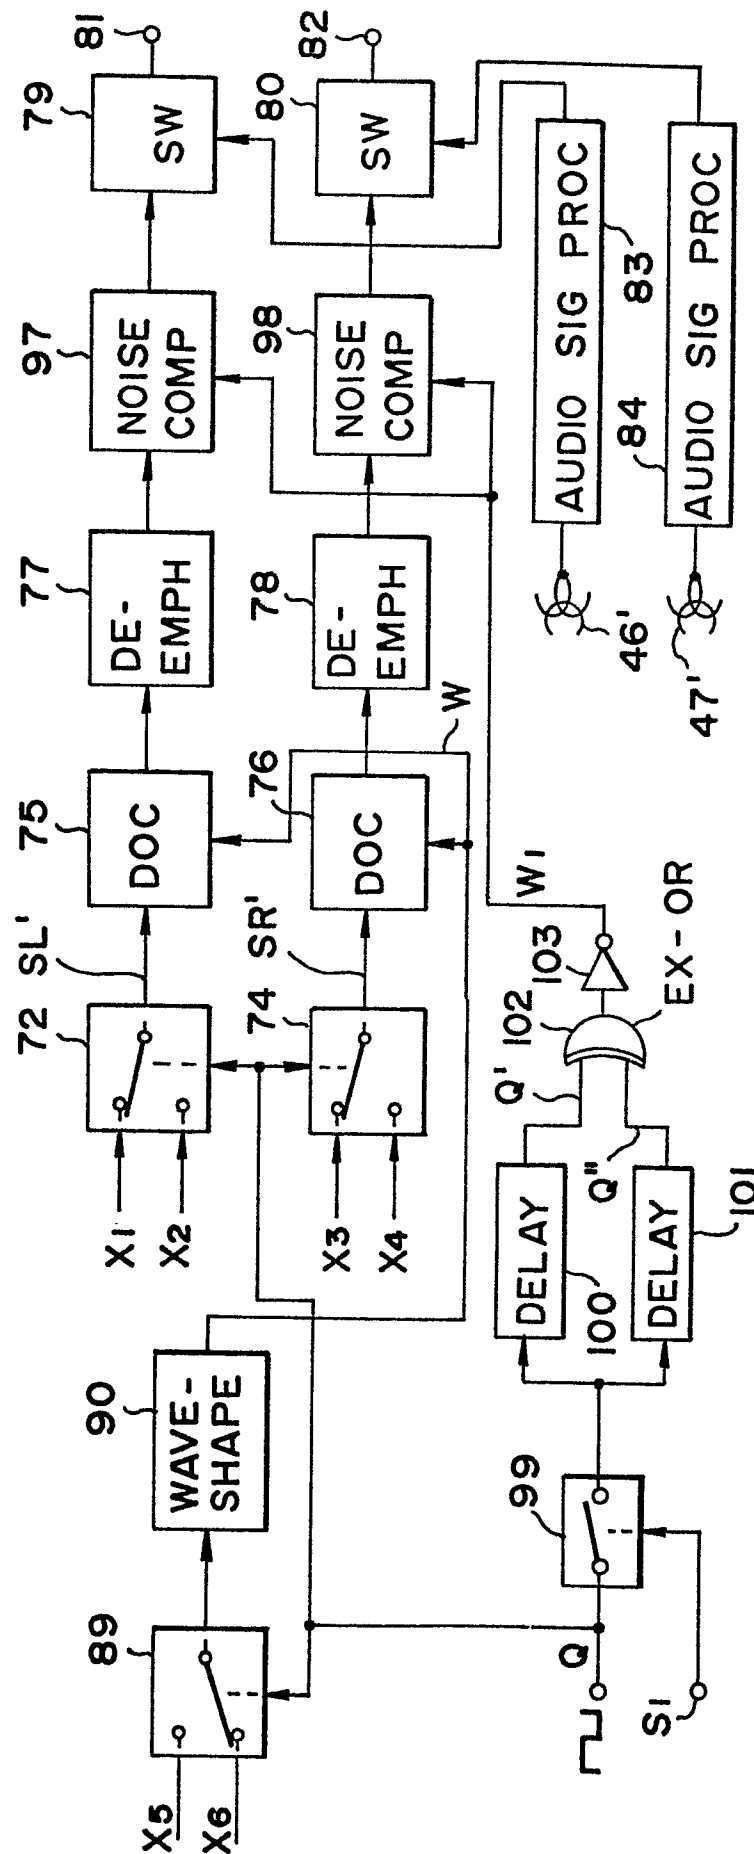 X5
X6
89
90
WAVE-
SHAPE
X1
X2
72
SL'
75
DOC
77
DE-
EMPH
97
NOISE
COMP
79
SW
81
X3
X4
74
SR'
76
DOC
W
78
DE-
EMPH
98
NOISE
COMP
80
SW
82
Q
S1
99
DELAY
100
DELAY
101
Q'
Q"
102
103
EX-OR
W1
46'
AUDIO SIG PROC
83
47'
84
AUDIO SIG PROC